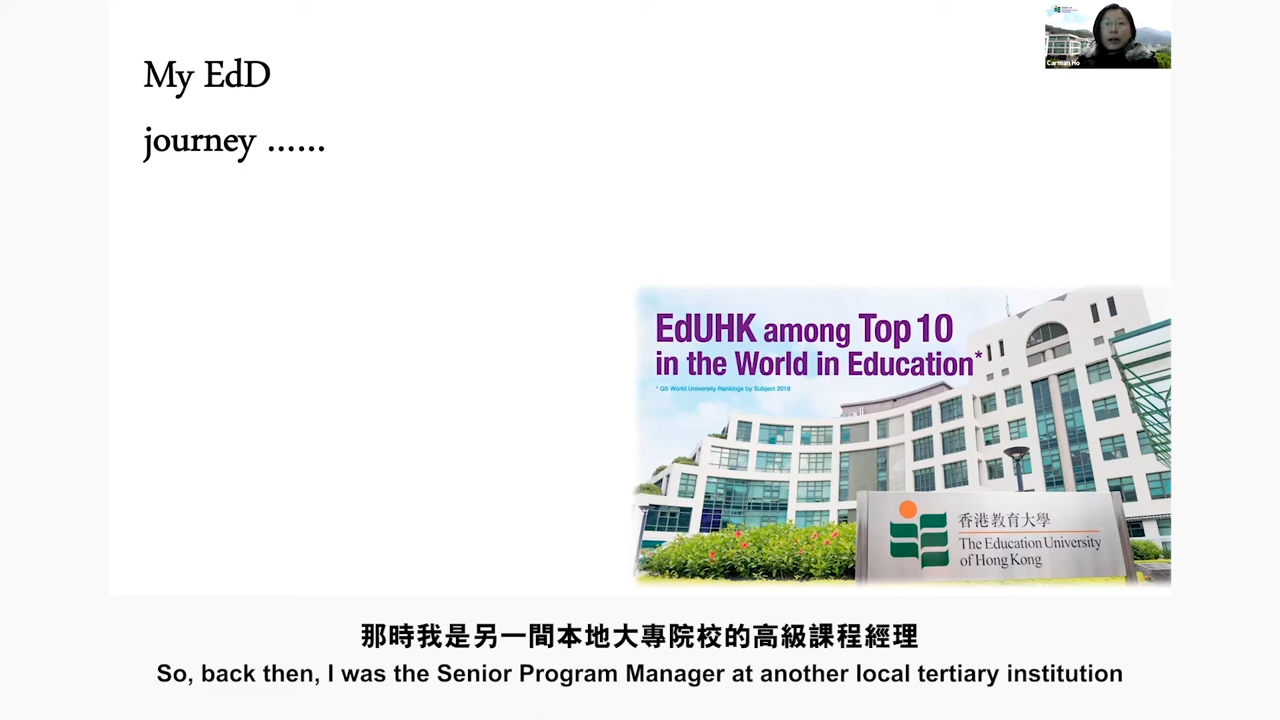 My EdD
journey ......
Carman Ho
EdUHK among Top 10
in the World in Education*
* QS World University Rankings by Subject 2018
香港教育大學
The Education University
of Hong Kong
那時我是另一間本地大專院校的高級課程經理
So, back then, I was the Senior Program Manager at another local tertiary institution